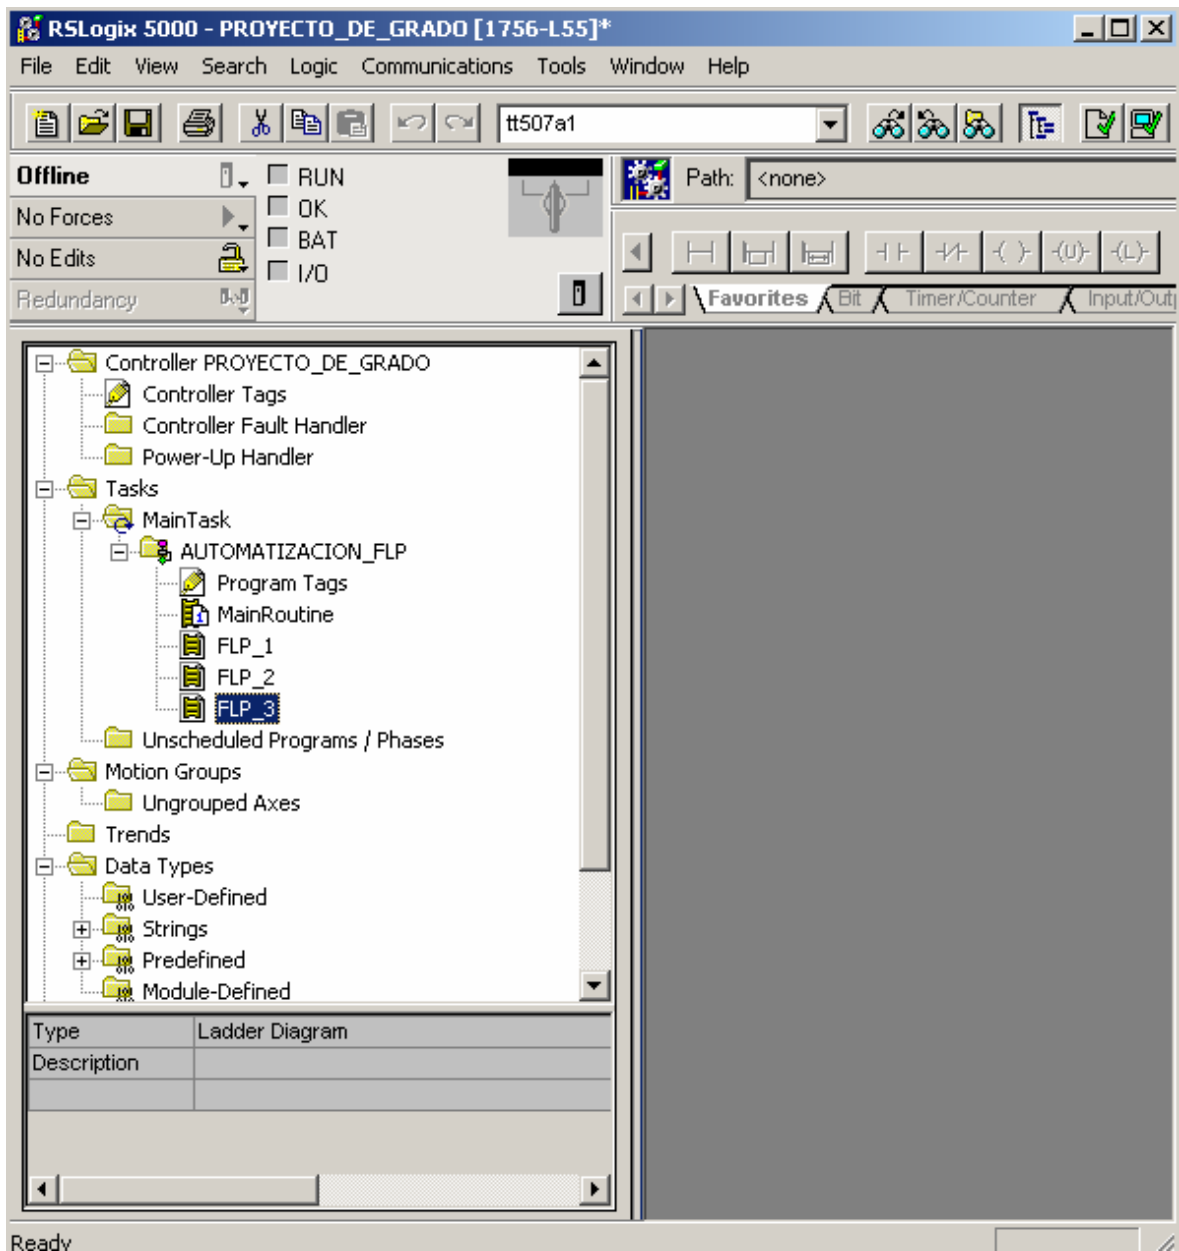 RSLogix 5000 - PROYECTO_DE_GRADO [1756-L55]*
File Edit View Search Logic Communications Tools Window Help
tt507a1
Offline
RUN
Path: <none>
No Forces
OK
BAT
No Edits
I/O
Redundancy
Favorites Bit Timer/Counter Input/Outp
Controller PROYECTO_DE_GRADO
Controller Tags
Controller Fault Handler
Power-Up Handler
Tasks
MainTask
AUTOMATIZACION_FLP
Program Tags
MainRoutine
FLP_1
FLP_2
FLP_3
Unscheduled Programs / Phases
Motion Groups
Ungrouped Axes
Trends
Data Types
User-Defined
Strings
Predefined
Module-Defined
Type Ladder Diagram
Description
Ready